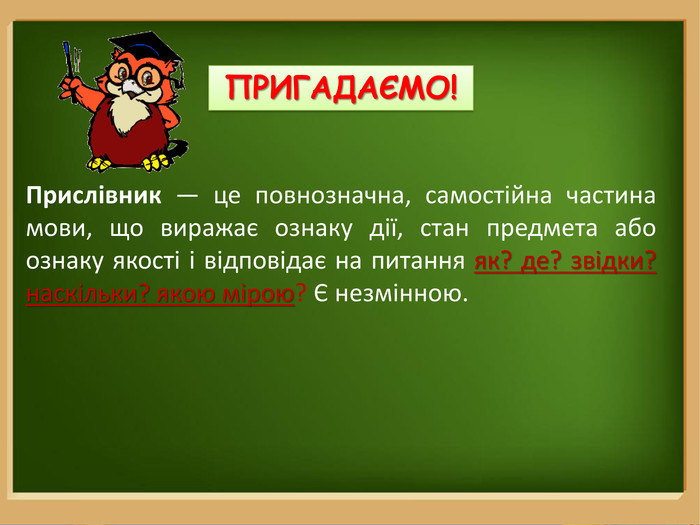 ПРИГАДАЄМО!
Прислівник — це повнозначна, самостійна частина
мови, що виражає ознаку дії, стан предмета або
ознаку якості і відповідає на питання як? де? звідки?
наскільки? якою мірою? Є незмінною.